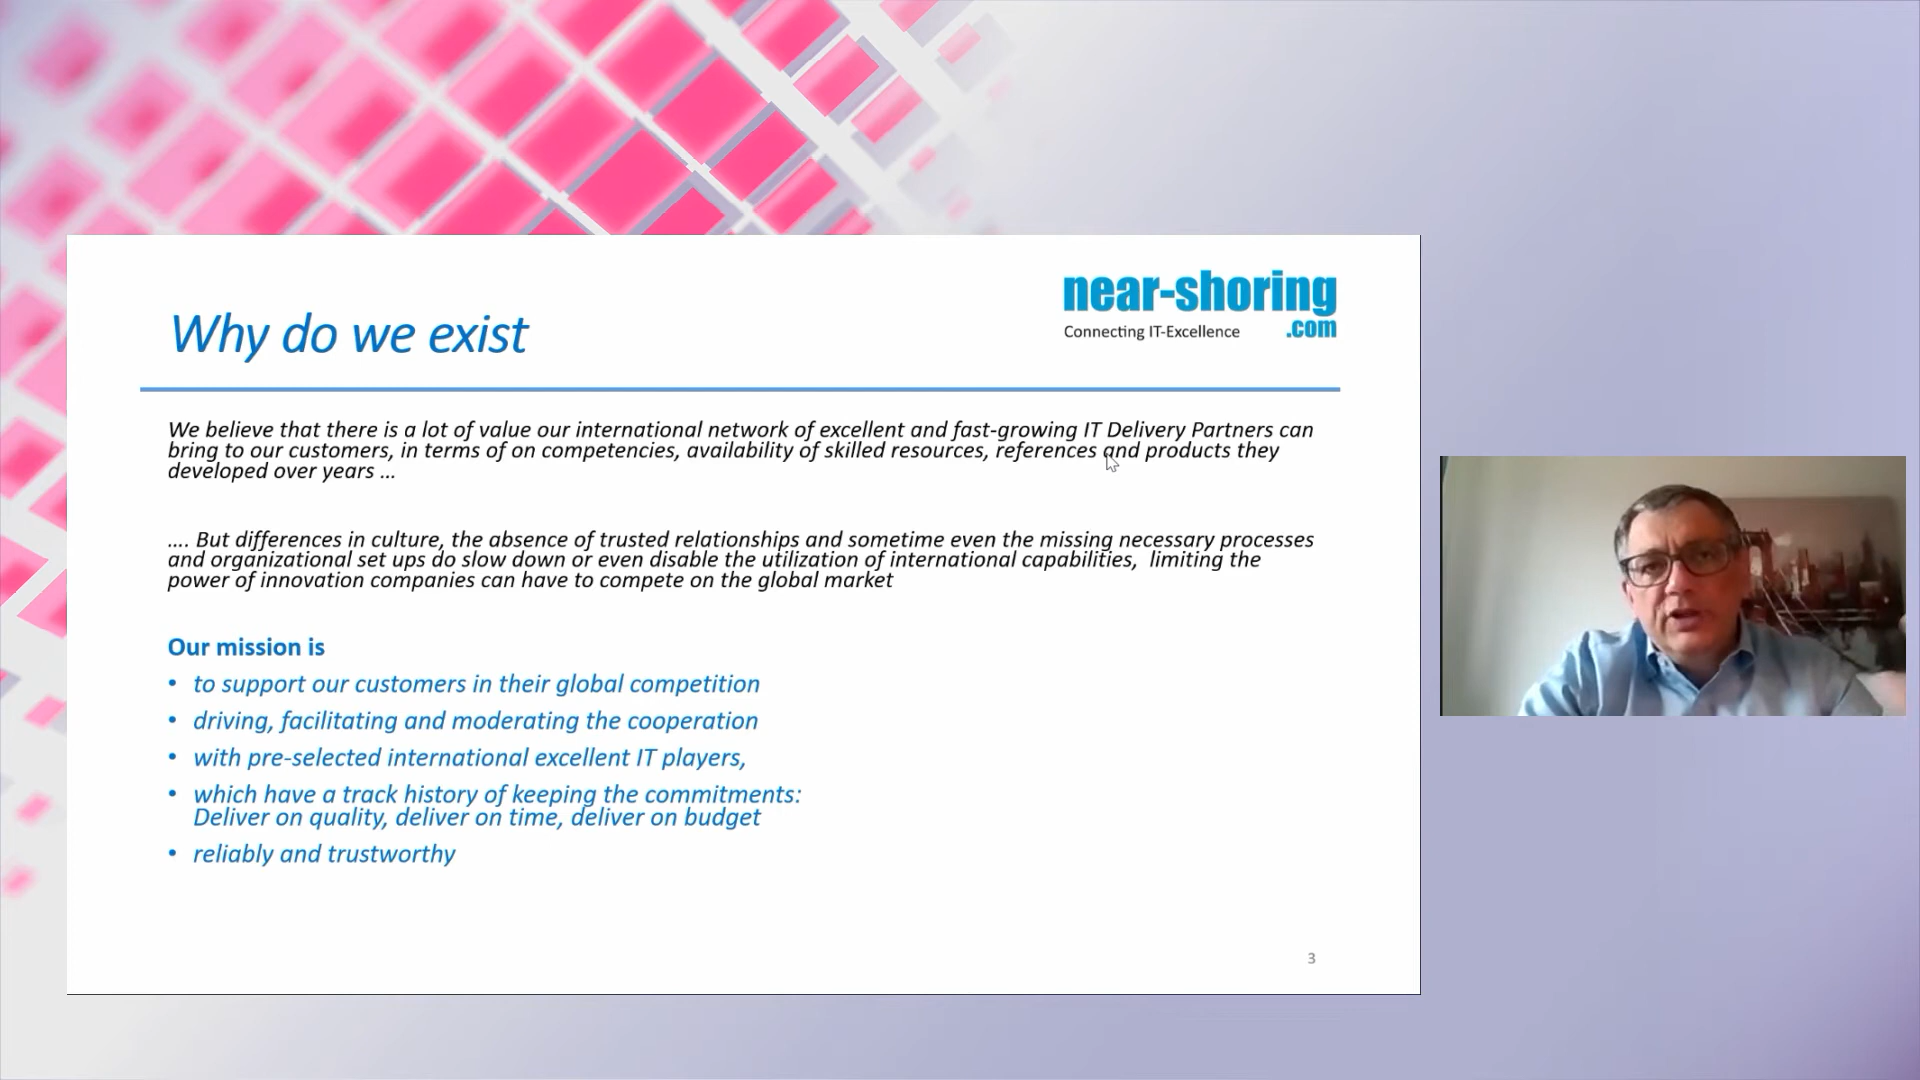 near-shoring
.com
Connecting IT-Excellence
Why do we exist
We believe that there is a lot of value our international network of excellent and fast-growing IT Delivery Partners can
bring to our customers, in terms of on competencies, availability of skilled resources, references and products they
developed over years ...
.... But differences in culture, the absence of trusted relationships and sometime even the missing necessary processes
and organizational set ups do slow down or even disable the utilization of international capabilities,  limiting the
power of innovation companies can have to compete on the global market
Our mission is
• to support our customers in their global competition
• driving, facilitating and moderating the cooperation
• with pre-selected international excellent IT players,
• which have a track history of keeping the commitments:
Deliver on quality, deliver on time, deliver on budget
• reliably and trustworthy
3